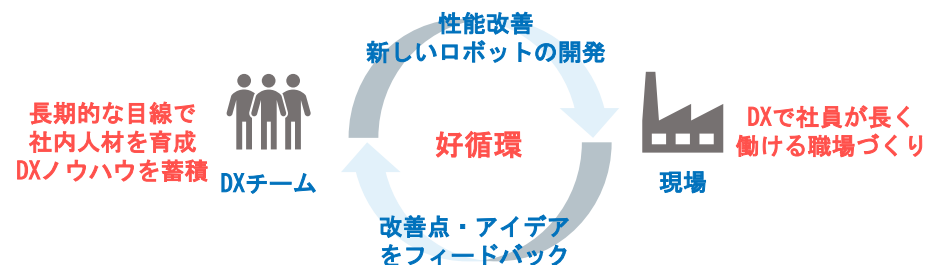 性能改善
新しいロボットの開発
長期的な目線で
社内人材を育成
DXノウハウを蓄積
DXチーム
好循環
現場
DXで社員が長く
働ける職場づくり
改善点・アイデア
をフィードバック